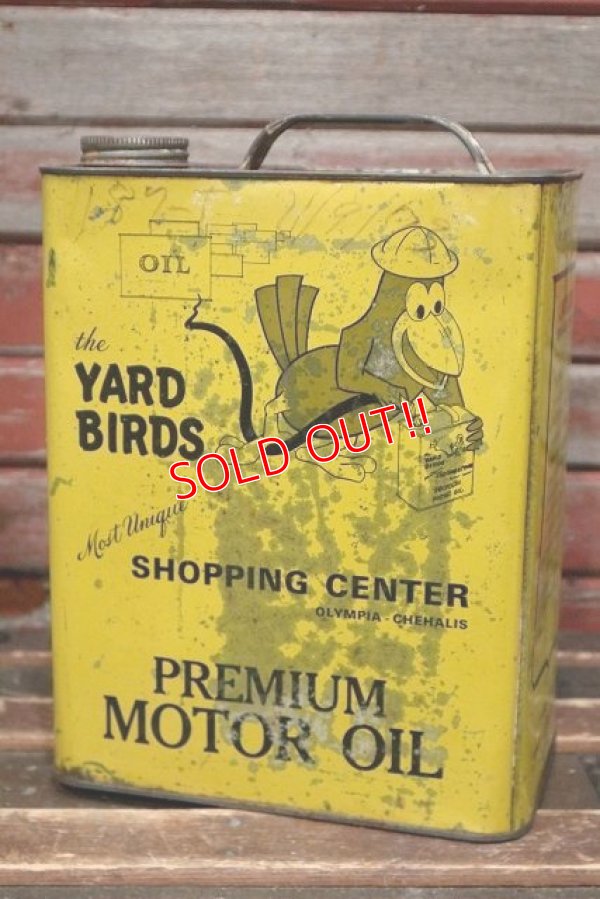 OIL
the
YARD
BIRDS
SOLD OUT!!
Most Unique
SHOPPING CENTER
OLYMPIA - CHEHALIS
PREMIUM
MOTOR OIL